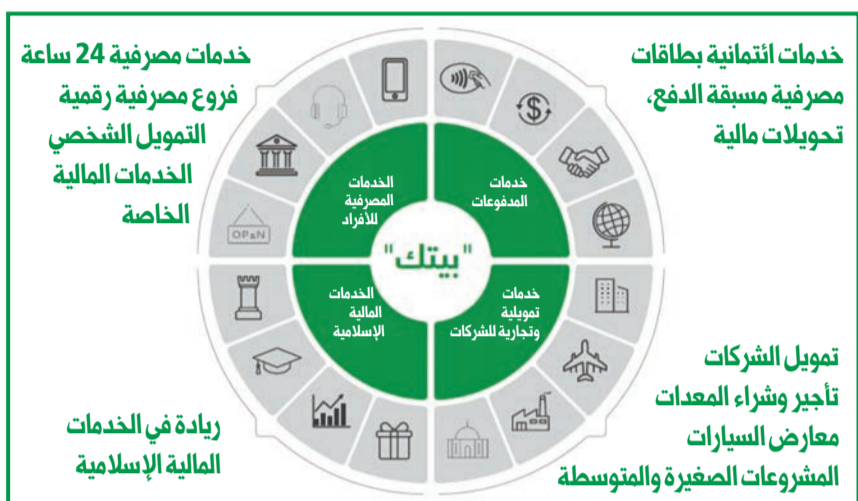 خدمات ائتمانية بطاقات
مصرفية مسبقة الدفع،
تحويلات مالية
خدمات مصرفية 24 ساعة
فروع مصرفية رقمية
التمويل الشخصي
الخدمات المالية
الخاصة
خدمات
المدفوعات
الخدمات
المصرفية
للأفراد
OPEN
"بيتك"
خدمات
تمويلية
وتجارية للشركات
الخدمات
المالية
الإسلامية
تمويل الشركات
تأجير وشراء المعدات
معارض السيارات
المشروعات الصغيرة والمتوسطة
ريادة في الخدمات
المالية الإسلامية